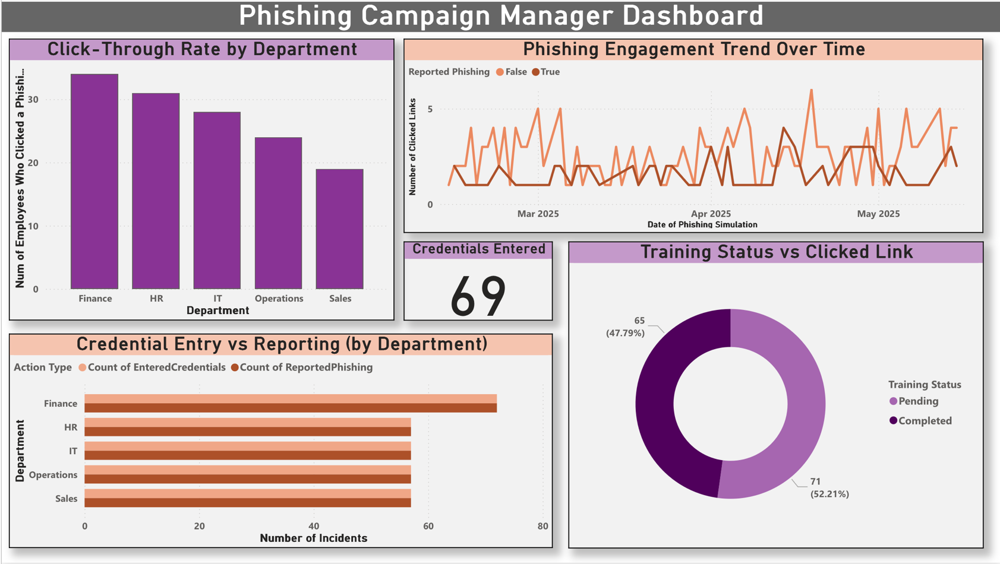 Phishing Campaign Manager Dashboard
Click-Through Rate by Department
Num of Employees Who Clicked a Phishi...
30
20
10
0
Finance
HR
IT
Operations
Sales
Department
Phishing Engagement Trend Over Time
Reported Phishing False True
Number of Clicked Links
5
0
Mar 2025
Apr 2025
May 2025
Date of Phishing Simulation
Credentials Entered
69
Training Status vs Clicked Link
65
(47.79%)
71
(52.21%)
Training Status
Pending
Completed
Credential Entry vs Reporting (by Department)
Action Type Count of EnteredCredentials Count of ReportedPhishing
Department
Finance
HR
IT
Operations
Sales
0
20
40
60
80
Number of Incidents